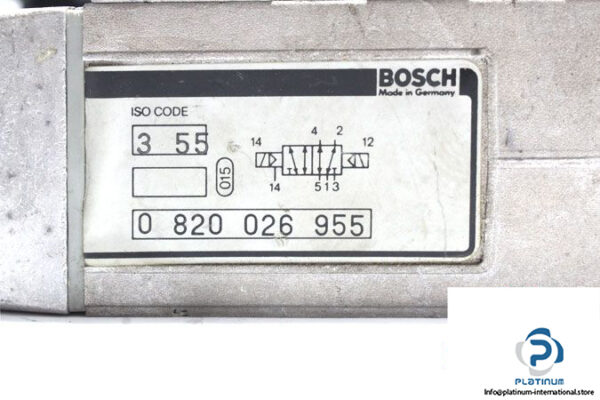 BOSCH
Made in Germany
ISO CODE
3 55
015
14 4 2 12
14 5 1 3
0 820 026 955
PLATINUM
info@platinum-international.store